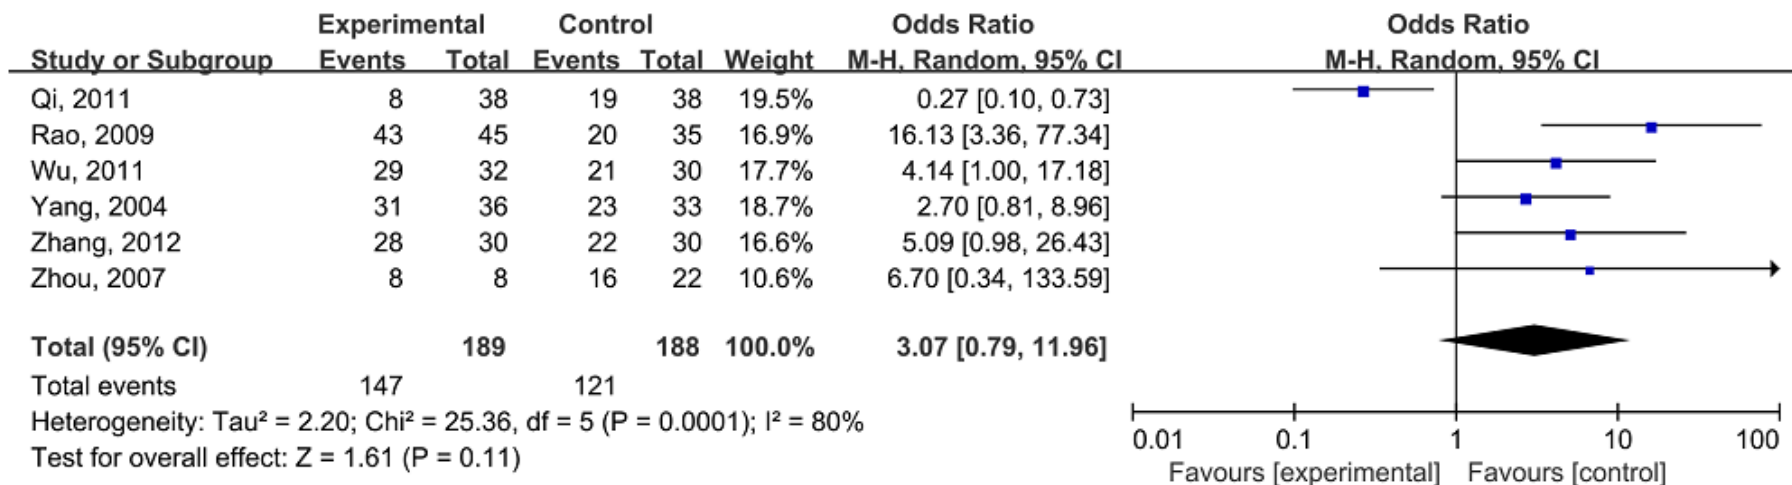 Experimental Control Odds Ratio Odds Ratio
Study or Subgroup Events Total Events Total Weight M-H, Random, 95% CI M-H, Random, 95% CI
Qi, 2011 8 38 19 38 19.5% 0.27 [0.10, 0.73]
Rao, 2009 43 45 20 35 16.9% 16.13 [3.36, 77.34]
Wu, 2011 29 32 21 30 17.7% 4.14 [1.00, 17.18]
Yang, 2004 31 36 23 33 18.7% 2.70 [0.81, 8.96]
Zhang, 2012 28 30 22 30 16.6% 5.09 [0.98, 26.43]
Zhou, 2007 8 8 16 22 10.6% 6.70 [0.34, 133.59]
Total (95% CI) 189 188 100.0% 3.07 [0.79, 11.96]
Total events 147 121
Heterogeneity: Tau² = 2.20; Chi² = 25.36, df = 5 (P = 0.0001); I² = 80%
Test for overall effect: Z = 1.61 (P = 0.11)
0.01 0.1 1 10 100
Favours [experimental] Favours [control]